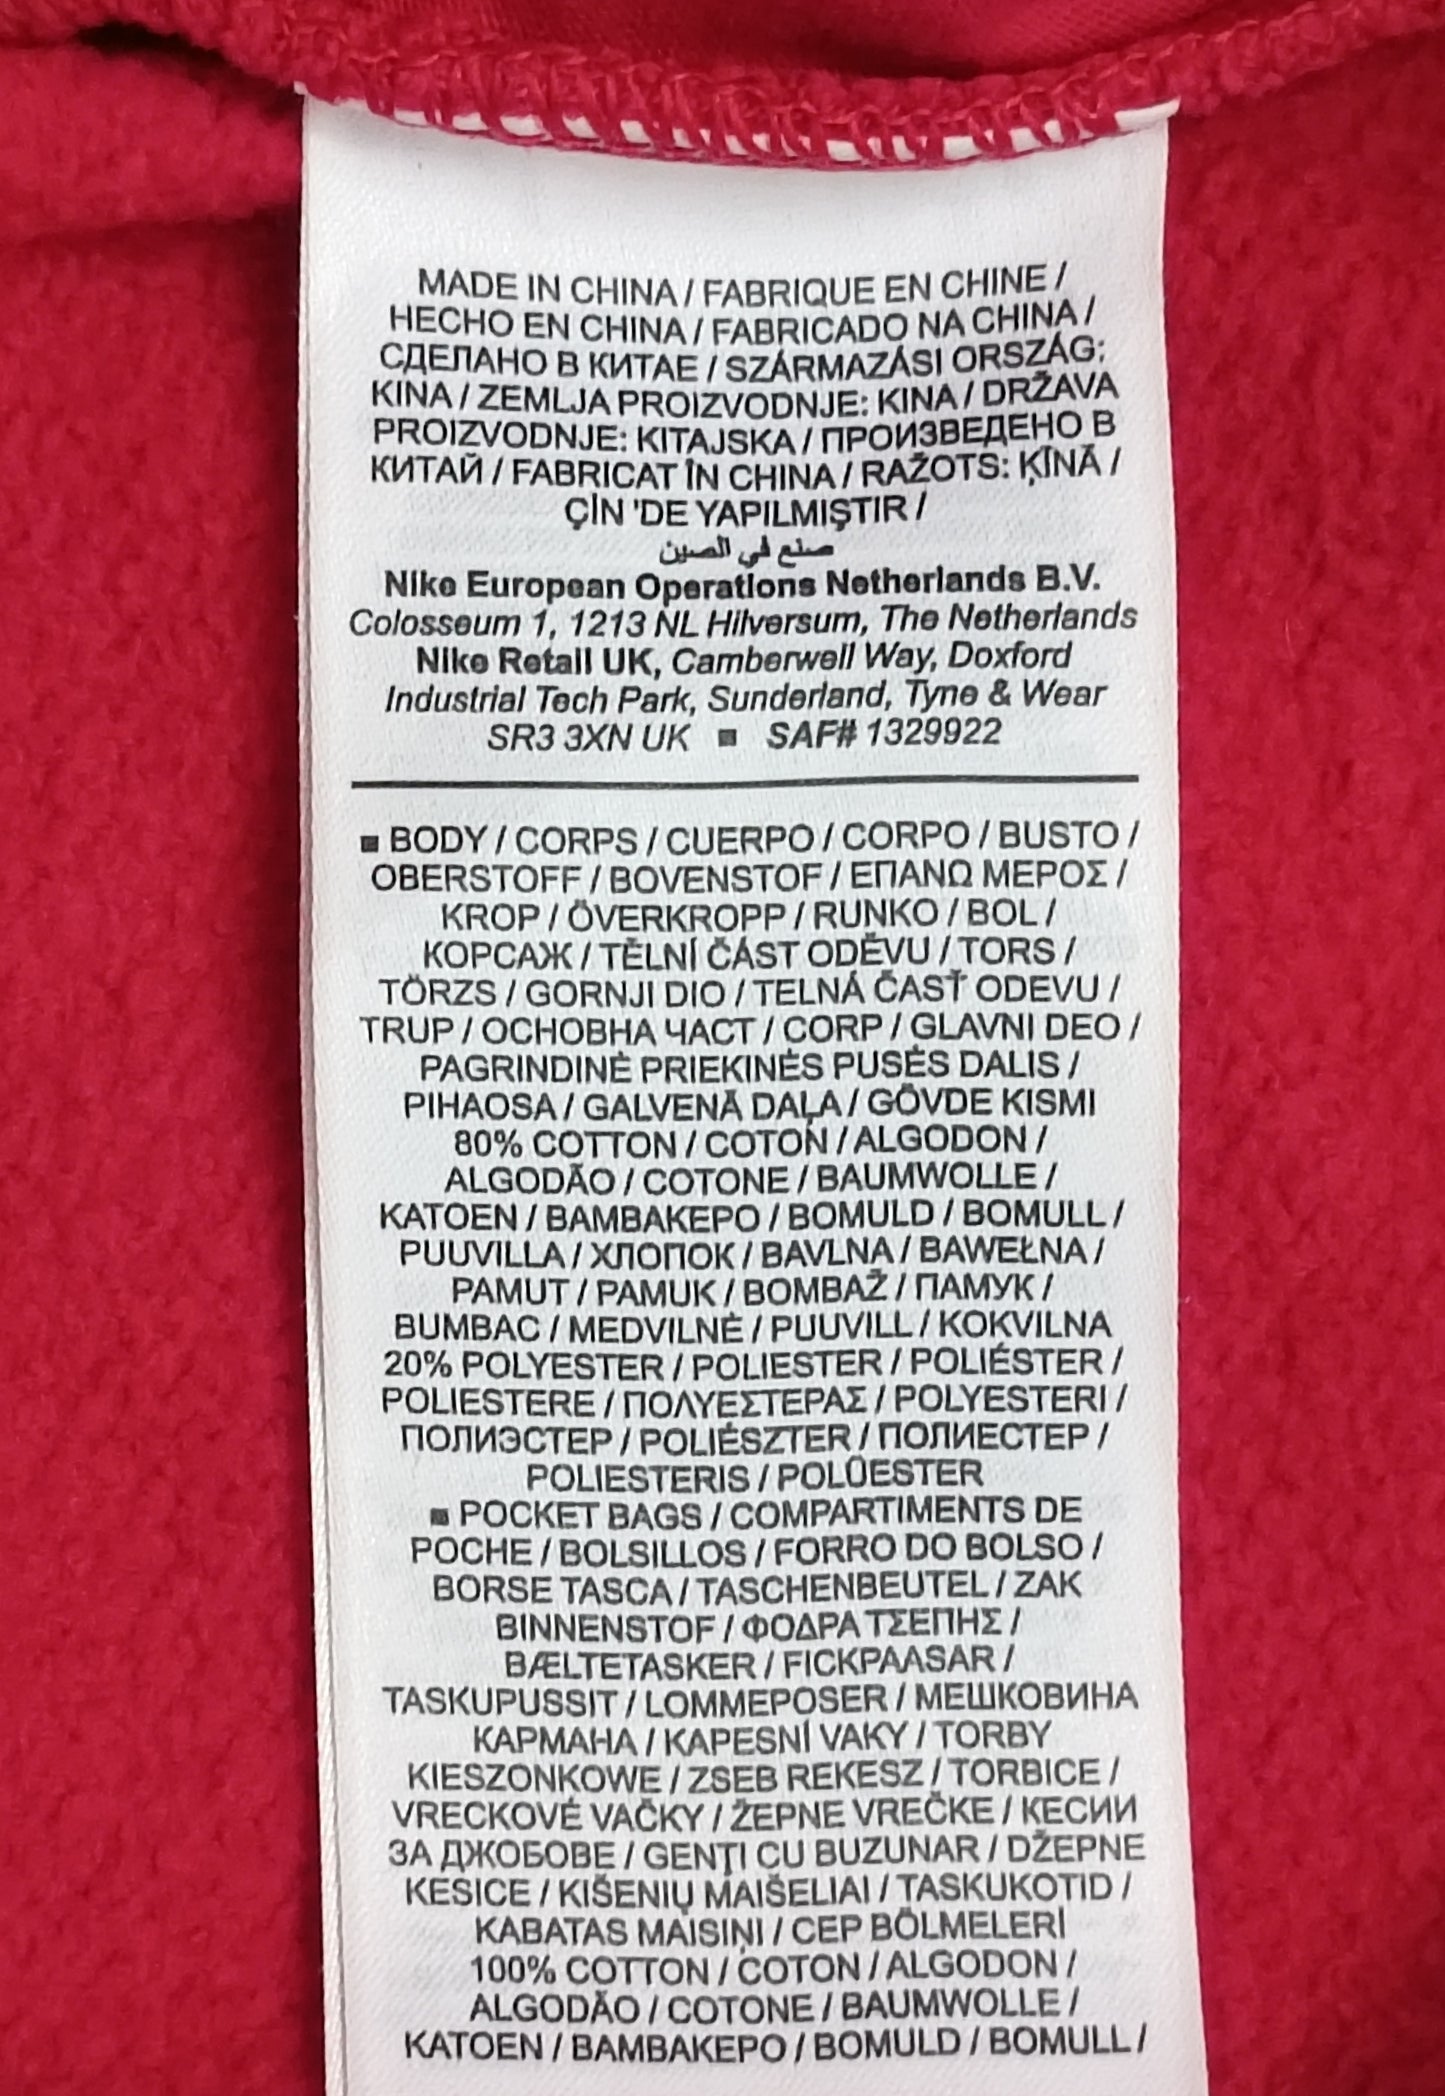 MADE IN CHINA / FABRIQUE EN CHINE /
HECHO EN CHINA / FABRICADO NA CHINA /
СДЕЛАНО В КИТАЕ / SZÁRMAZÁSI ORSZÁG:
KINA / ZEMLJA PROIZVODNJE: KINA / DRŽAVA
PROIZVODNJE: KITAJSKA / ПРОИЗВЕДЕНО В
КИТАЙ / FABRICAT ÎN CHINA / RAŽOTS: ĶĪNĀ /
ÇİN 'DE YAPILMIŞTIR /
صنع في الصين
Nike European Operations Netherlands B.V.
Colosseum 1, 1213 NL Hilversum, The Netherlands
Nike Retail UK, Camberwell Way, Doxford
Industrial Tech Park, Sunderland, Tyne & Wear
SR3 3XN UK ▪ SAF# 1329922
▪ BODY / CORPS / CUERPO / CORPO / BUSTO /
OBERSTOFF / BOVENSTOF / ΕΠΑΝΩ ΜΕΡΟΣ /
KROP / ÖVERKROPP / RUNKO / BOL /
КОРСАЖ / TĚLNÍ ČÁST ODĚVU / TORS /
TÖRZS / GORNJI DIO / TELNÁ ČASŤ ODEVU /
TRUP / ОСНОВНА ЧАСТ / CORP / GLAVNI DEO /
PAGRINDINĖ PRIEKINĖS PUSĖS DALIS /
PIHAOSA / GALVENĀ DAĻA / GÖVDE KISMI
80% COTTON / COTON / ALGODON /
ALGODÃO / COTONE / BAUMWOLLE /
KATOEN / ΒΑΜΒΑΚΕΡΟ / BOMULD / BOMULL /
PUUVILLA / ХЛОПОК / BAVLNA / BAWEŁNA /
PAMUT / PAMUK / BOMBAŽ / ПАМУК /
BUMBAC / MEDVILNĖ / PUUVILL / KOKVILNA
20% POLYESTER / POLIESTER / POLIÉSTER /
POLIESTERE / ΠΟΛΥΕΣΤΕΡΑΣ / POLYESTERI /
ПОЛИЭСТЕР / POLIÉSZTER / ПОЛИЕСТЕР /
POLIESTERIS / POLÜESTER
▪ POCKET BAGS / COMPARTIMENTS DE
POCHE / BOLSILLOS / FORRO DO BOLSO /
BORSE TASCA / TASCHENBEUTEL / ZAK
BINNENSTOF / ΦΟΔΡΑ ΤΣΕΠΗΣ /
BÆLTETASKER / FICKPAASAR /
TASKUPUSSIT / LOMMEPOSER / МЕШКОВИНА
КАРМАНА / KAPESNÍ VAKY / TORBY
KIESZONKOWE / ZSEB REKESZ / TORBICE /
VRECKOVÉ VAČKY / ŽEPNE VREČKE / КЕСИИ
ЗА ДЖОБОВЕ / GENȚI CU BUZUNAR / DŽEPNE
KESICE / KIŠENIŲ MAIŠELIAI / TASKUKOTID /
KABATAS MAISIŅI / CEP BÖLMELERİ
100% COTTON / COTON / ALGODON /
ALGODÃO / COTONE / BAUMWOLLE /
KATOEN / ΒΑΜΒΑΚΕΡΟ / BOMULD / BOMULL /